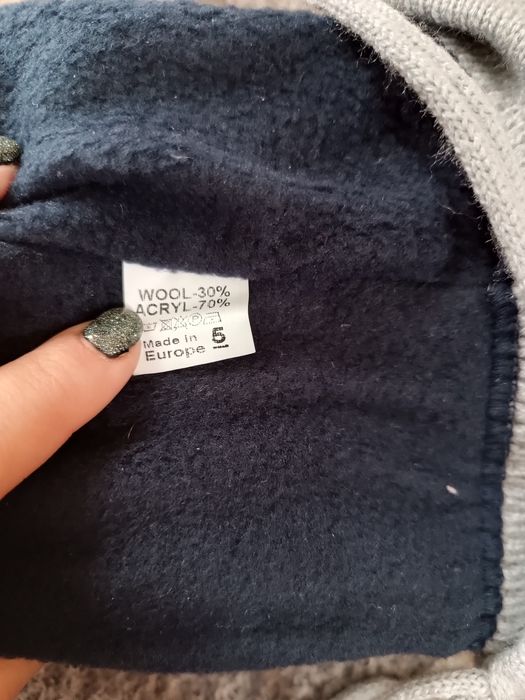 WOOL-30%
ACRYL-70%
Made in 5
Europe